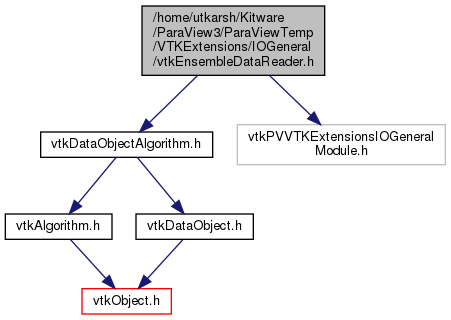 /home/utkarsh/Kitware
/ParaView3/ParaViewTemp
/VTKExtensions/IOGeneral
/vtkEnsembleDataReader.h
vtkDataObjectAlgorithm.h
vtkPVVTKExtensionsIOGeneral
Module.h
vtkAlgorithm.h
vtkDataObject.h
vtkObject.h